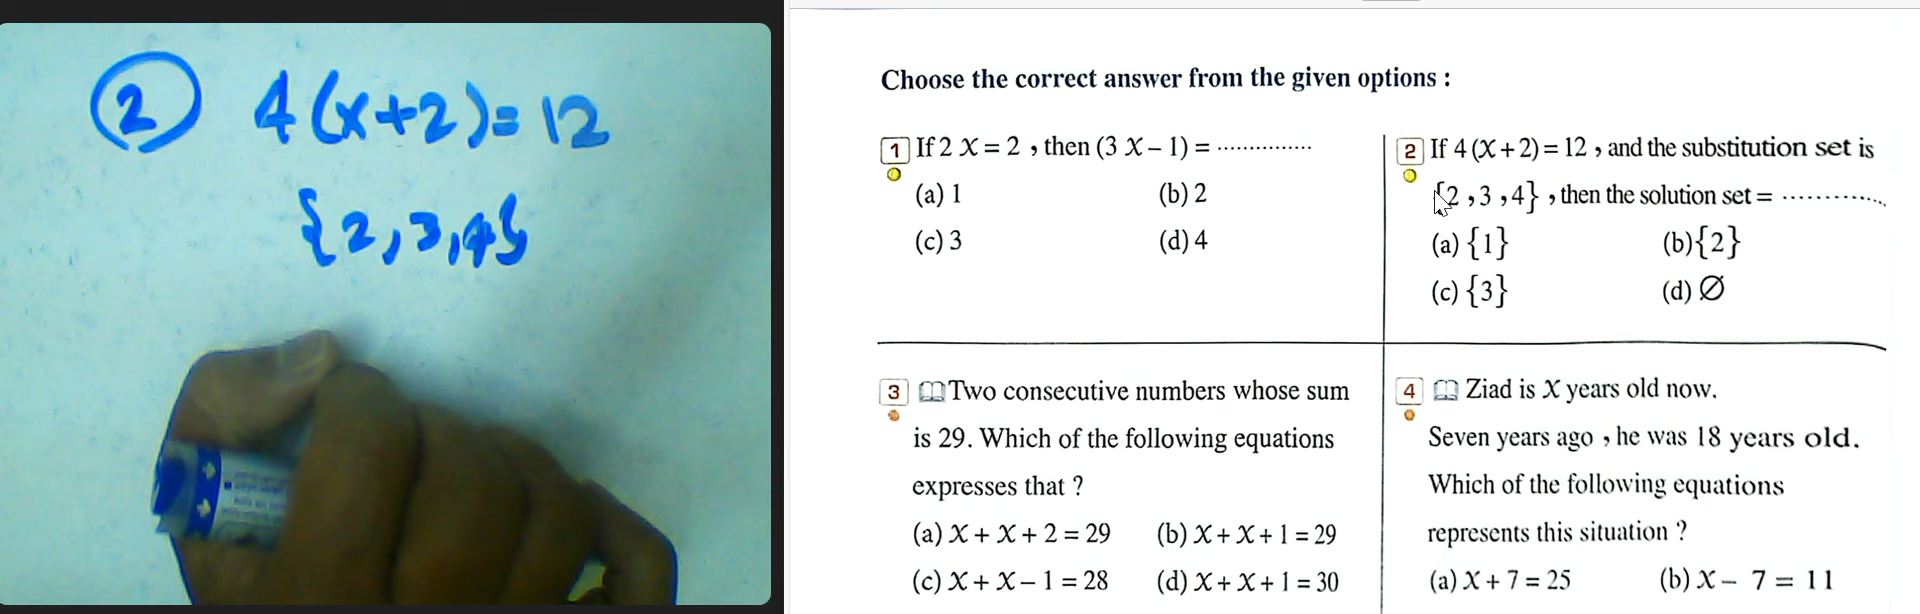 2 4(x+2)=12
{2,3,4}
Choose the correct answer from the given options :
1 If 2 X = 2 , then (3 X – 1) = ...............
(a) 1 (b) 2
(c) 3 (d) 4
2 If 4 (X + 2) = 12 , and the substitution set is
{2 , 3 , 4} , then the solution set = ...............
(a) {1} (b) {2}
(c) {3} (d) ∅
3 Two consecutive numbers whose sum
is 29. Which of the following equations
expresses that ?
(a) X + X + 2 = 29 (b) X + X + 1 = 29
(c) X + X – 1 = 28 (d) X + X + 1 = 30
4 Ziad is X years old now.
Seven years ago , he was 18 years old.
Which of the following equations
represents this situation ?
(a) X + 7 = 25 (b) X – 7 = 11